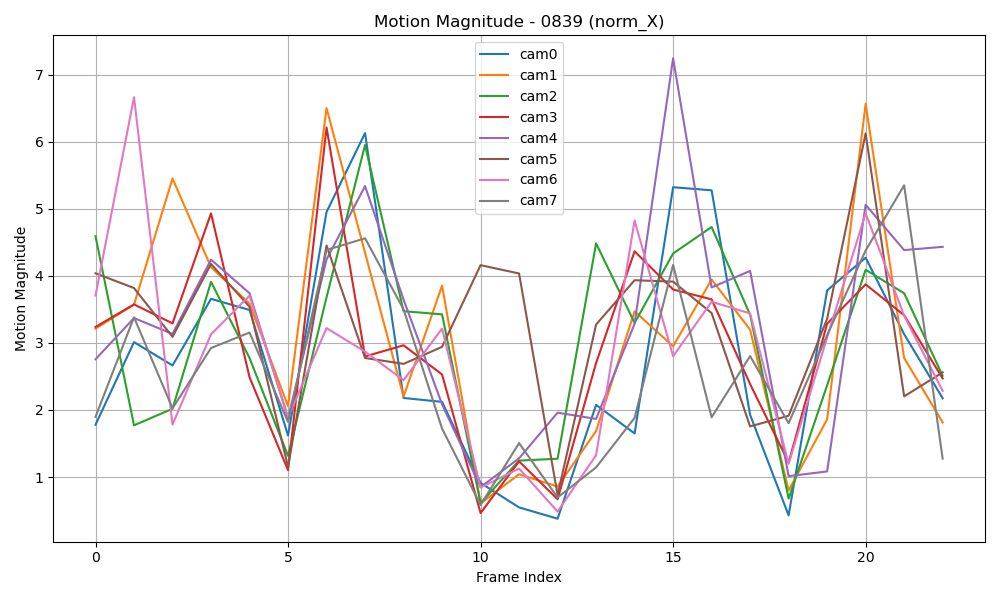 Motion Magnitude - 0839 (norm_X)
cam0
cam1
cam2
cam3
cam4
cam5
cam6
cam7
Motion Magnitude
7
6
5
4
3
2
1
0 5 10 15 20
Frame Index